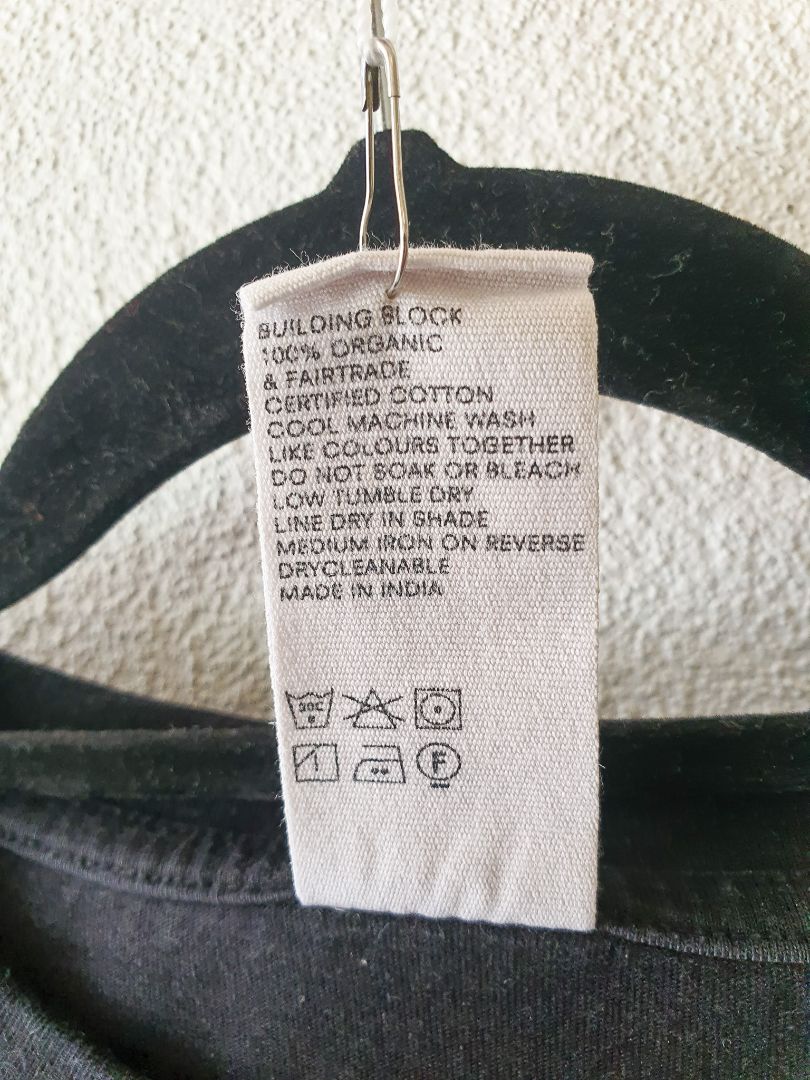 BUILDING BLOCK
100% ORGANIC
& FAIRTRADE
CERTIFIED COTTON
COOL MACHINE WASH
LIKE COLOURS TOGETHER
DO NOT SOAK OR BLEACH
LOW TUMBLE DRY
LINE DRY IN SHADE
MEDIUM IRON ON REVERSE
DRYCLEANABLE
MADE IN INDIA
30C
F